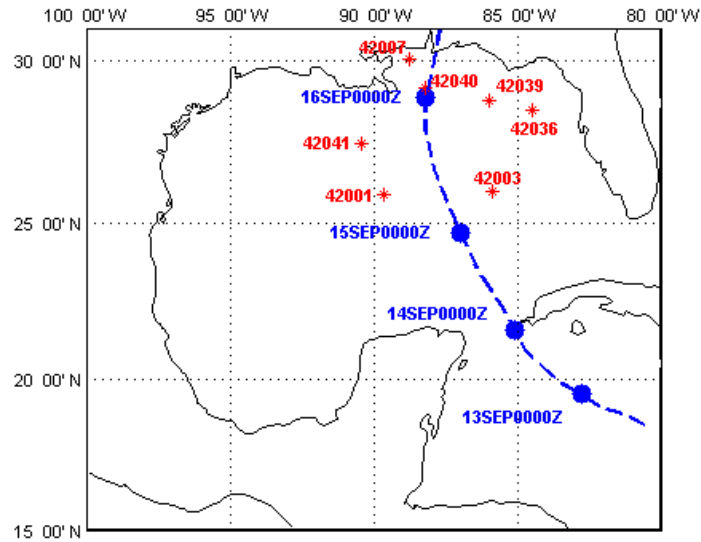 100 00' W 95 00' W 90 00' W 85 00' W 80 00' W
30 00' N
42007
42040
42039
16SEP0000Z
42036
42041
42003
42001
25 00' N
15SEP0000Z
14SEP0000Z
20 00' N
13SEP0000Z
15 00' N